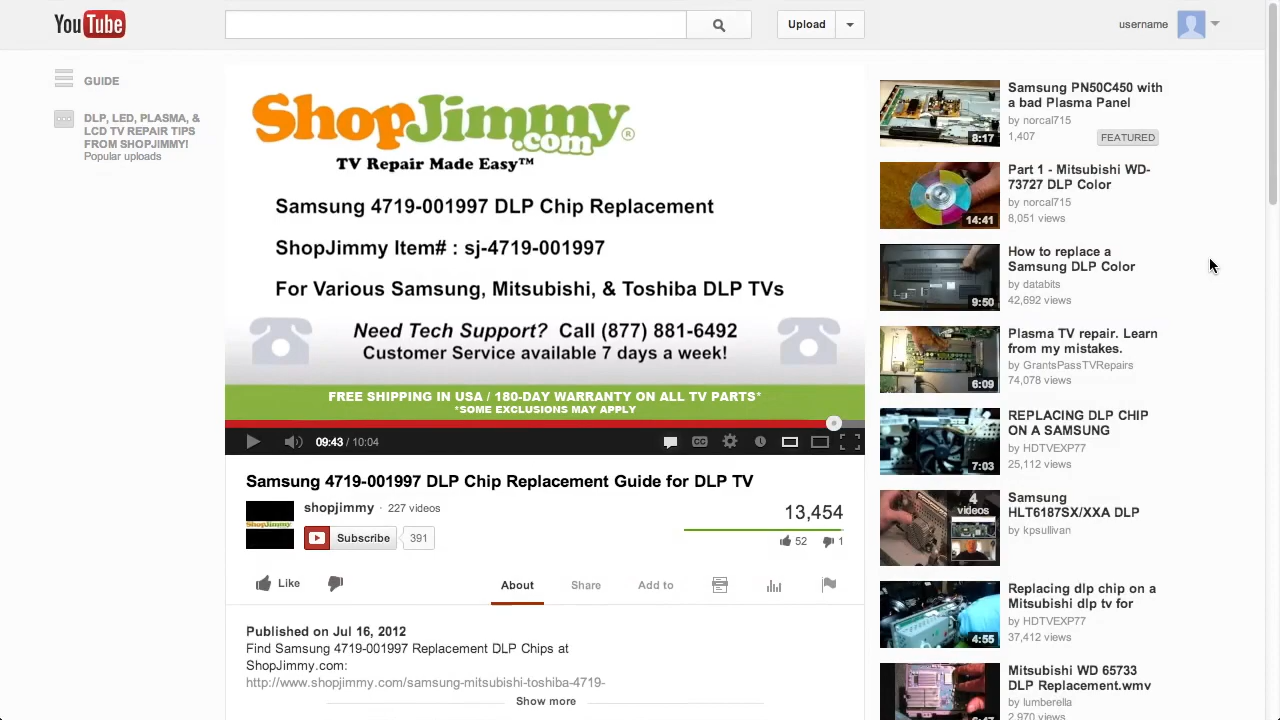 YouTube
Upload
username
GUIDE
DLP, LED, PLASMA, &
LCD TV REPAIR TIPS
FROM SHOPJIMMY!
Popular uploads
ShopJimmy
.com®
TV Repair Made Easy™
Samsung 4719-001997 DLP Chip Replacement
ShopJimmy Item# : sj-4719-001997
For Various Samsung, Mitsubishi, & Toshiba DLP TVs
Need Tech Support? Call (877) 881-6492
Customer Service available 7 days a week!
FREE SHIPPING IN USA / 180-DAY WARRANTY ON ALL TV PARTS*
*SOME EXCLUSIONS MAY APPLY
09:43 / 10:04
CC
Samsung 4719-001997 DLP Chip Replacement Guide for DLP TV
ShopJimmy
shopjimmy · 227 videos
Subscribe 391
13,454
52 1
Like
About Share Add to
Published on Jul 16, 2012
Find Samsung 4719-001997 Replacement DLP Chips at
ShopJimmy.com:
http://www.shopjimmy.com/samsung-mitsubishi-toshiba-4719-
Show more
8:17
Samsung PN50C450 with
a bad Plasma Panel
by norcal715
1,407 FEATURED
14:41
Part 1 - Mitsubishi WD-
73727 DLP Color
by norcal715
8,051 views
9:50
How to replace a
Samsung DLP Color
by databits
42,692 views
6:09
Plasma TV repair. Learn
from my mistakes.
by GrantsPassTVRepairs
74,078 views
7:03
REPLACING DLP CHIP
ON A SAMSUNG
by HDTVEXP77
25,112 views
4
videos
Samsung
HLT6187SX/XXA DLP
by kpsullivan
4:55
Replacing dlp chip on a
Mitsubishi dlp tv for
by HDTVEXP77
37,412 views
Mitsubishi WD 65733
DLP Replacement.wmv
by lumberella
2,970 views